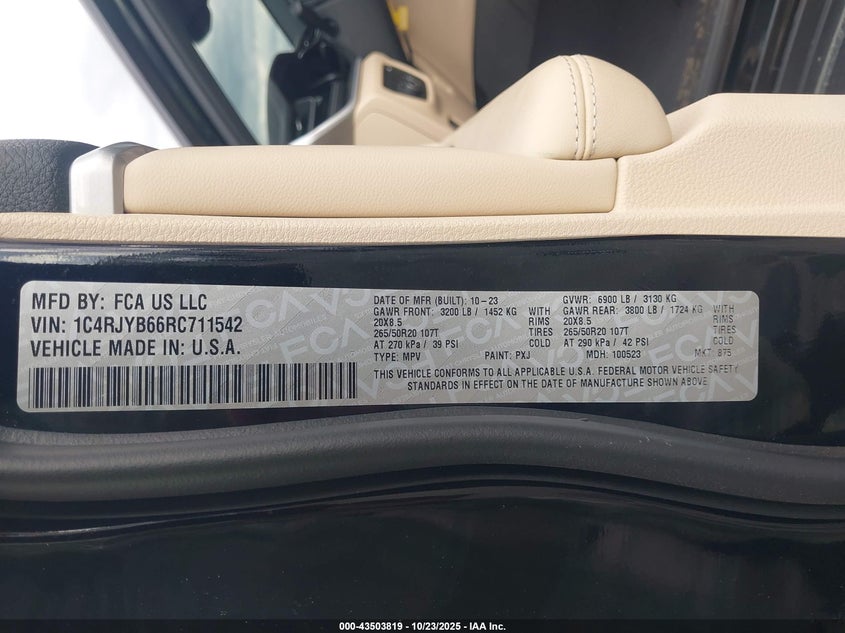 MFD BY: FCA US LLC
VIN: 1C4RJYB66RC711542
VEHICLE MADE IN: U.S.A.
DATE OF MFR (BUILT): 10-23
GAWR FRONT: 3200 LB / 1452 KG WITH
20X8.5 RIMS
265/50R20 107T TIRES
AT 270 kPa / 39 PSI COLD
TYPE: MPV PAINT: PXJ
GVWR: 6900 LB / 3130 KG
GAWR REAR: 3800 LB / 1724 KG WITH
20X8.5 RIMS
265/50R20 107T TIRES
AT 290 kPa / 42 PSI COLD
MDH: 100523 MKT: 875
THIS VEHICLE CONFORMS TO ALL APPLICABLE U.S.A. FEDERAL MOTOR VEHICLE SAFETY
STANDARDS IN EFFECT ON THE DATE OF MANUFACTURE SHOWN ABOVE
000-43503819 - 10/23/2025 - IAA Inc.